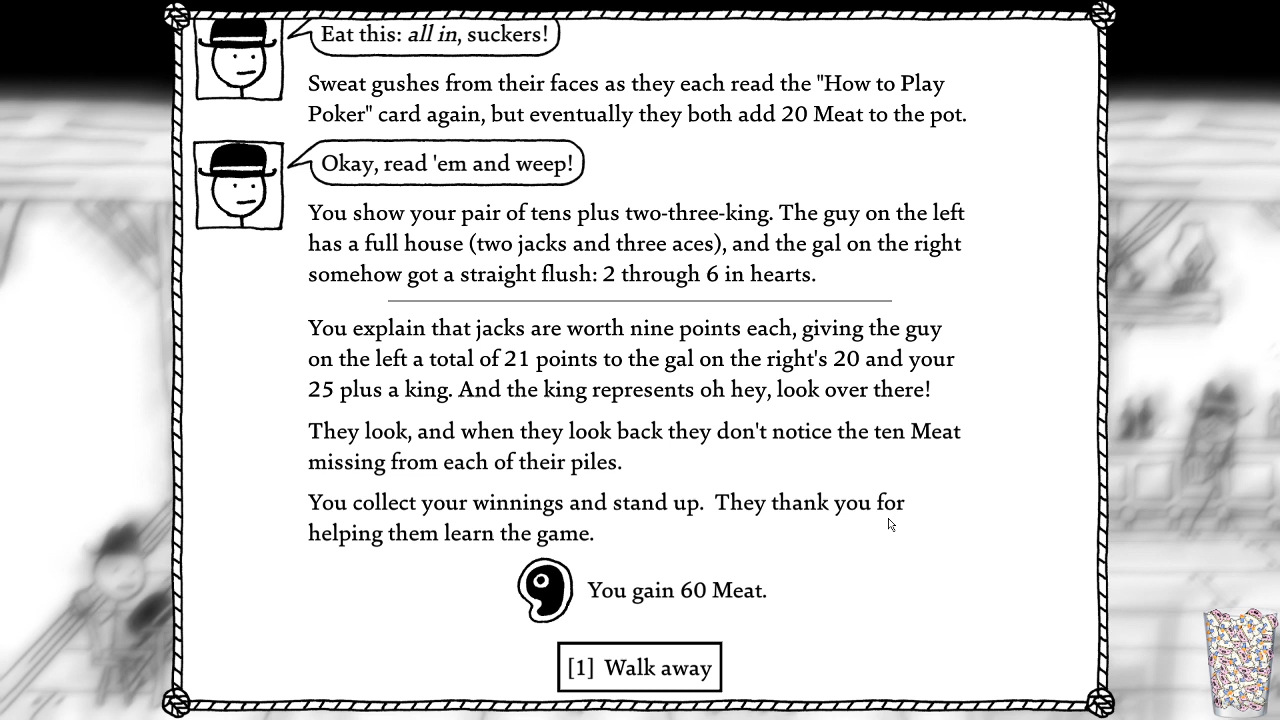 Eat this: all in, suckers!
Sweat gushes from their faces as they each read the "How to Play
Poker" card again, but eventually they both add 20 Meat to the pot.
Okay, read 'em and weep!
You show your pair of tens plus two-three-king. The guy on the left
has a full house (two jacks and three aces), and the gal on the right
somehow got a straight flush: 2 through 6 in hearts.
You explain that jacks are worth nine points each, giving the guy
on the left a total of 21 points to the gal on the right's 20 and your
25 plus a king. And the king represents oh hey, look over there!
They look, and when they look back they don't notice the ten Meat
missing from each of their piles.
You collect your winnings and stand up. They thank you for
helping them learn the game.
You gain 60 Meat.
[1] Walk away